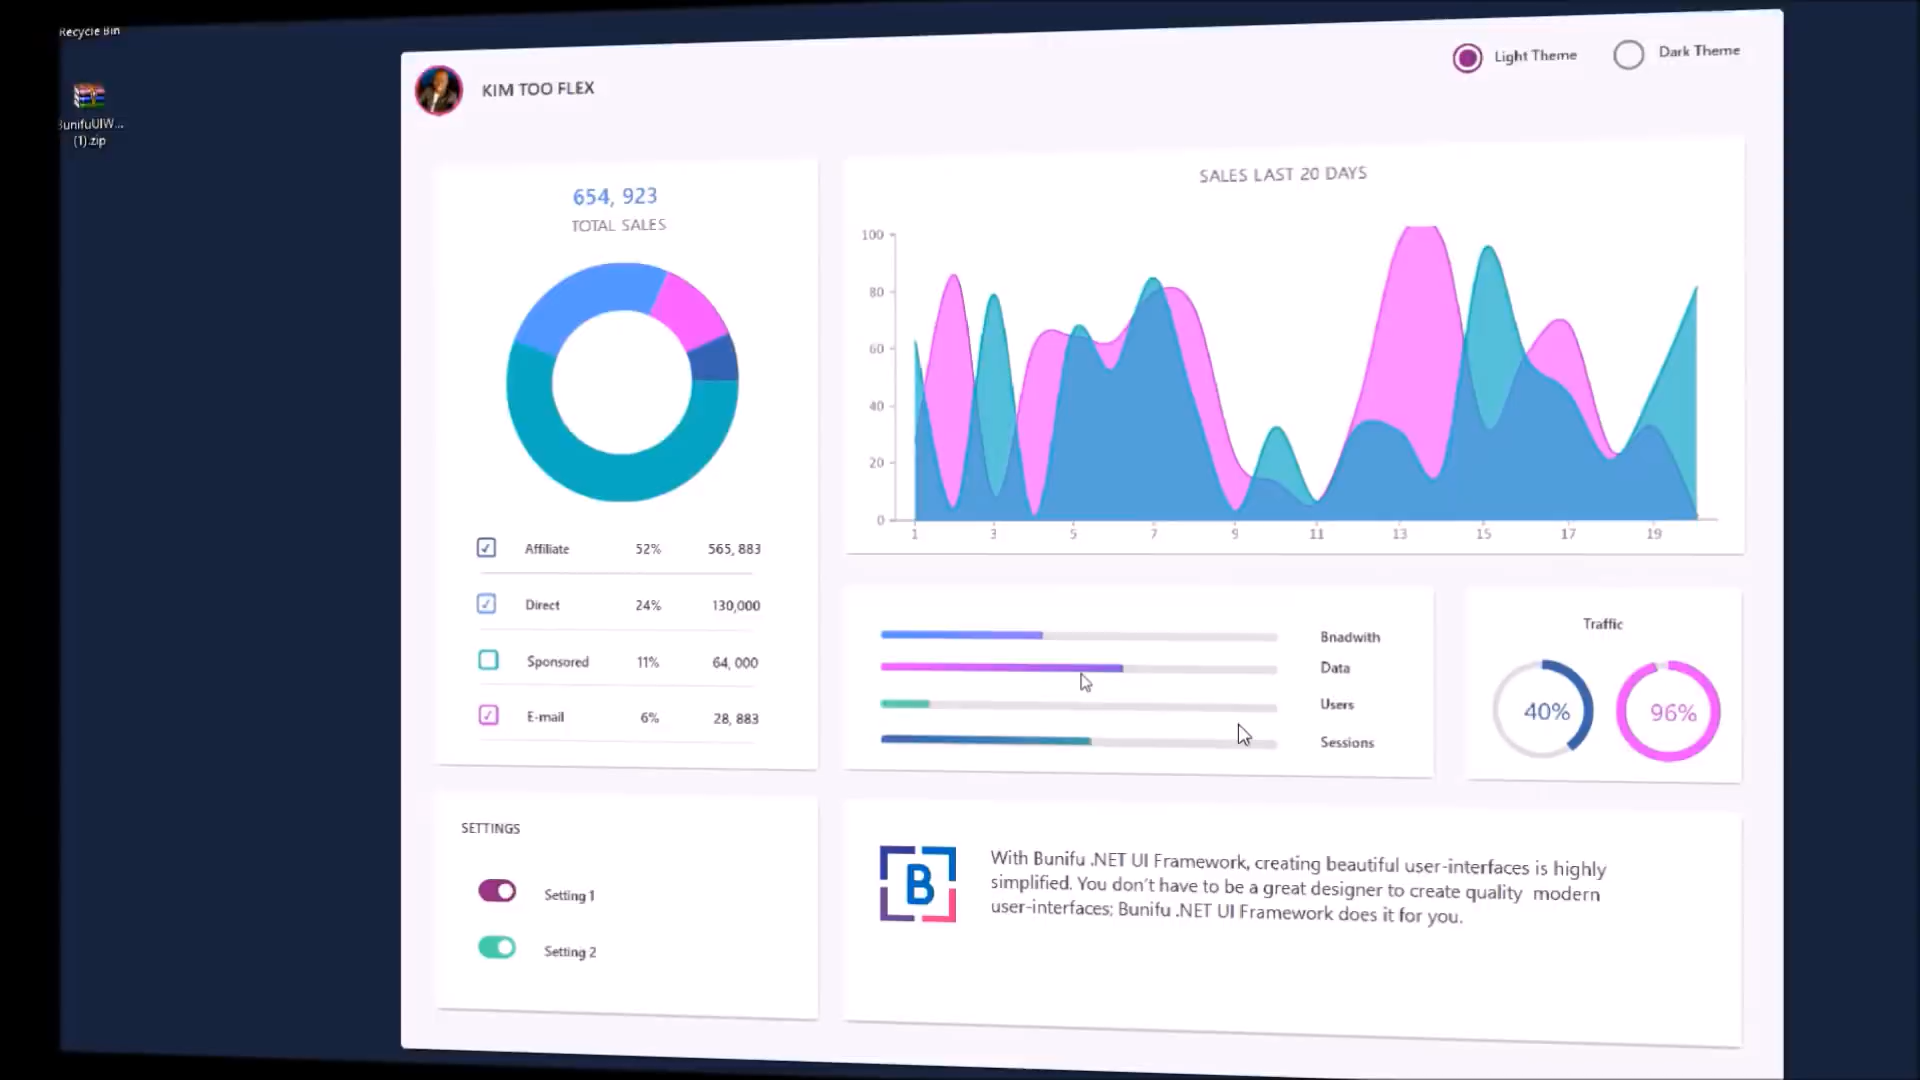 Recycle Bin
BunifuUIW...
(1).zip
KIM TOO FLEX
Light Theme
Dark Theme
654, 923
TOTAL SALES
Affiliate 52% 565, 883
Direct 24% 130,000
Sponsored 11% 64, 000
E-mail 6% 28, 883
SALES LAST 20 DAYS
100
80
60
40
20
0
1 3 5 7 9 11 13 15 17 19
Bnadwith
Data
Users
Sessions
Traffic
40% 96%
SETTINGS
Setting 1
Setting 2
B
With Bunifu .NET UI Framework, creating beautiful user-interfaces is highly
simplified. You don't have to be a great designer to create quality modern
user-interfaces; Bunifu .NET UI Framework does it for you.